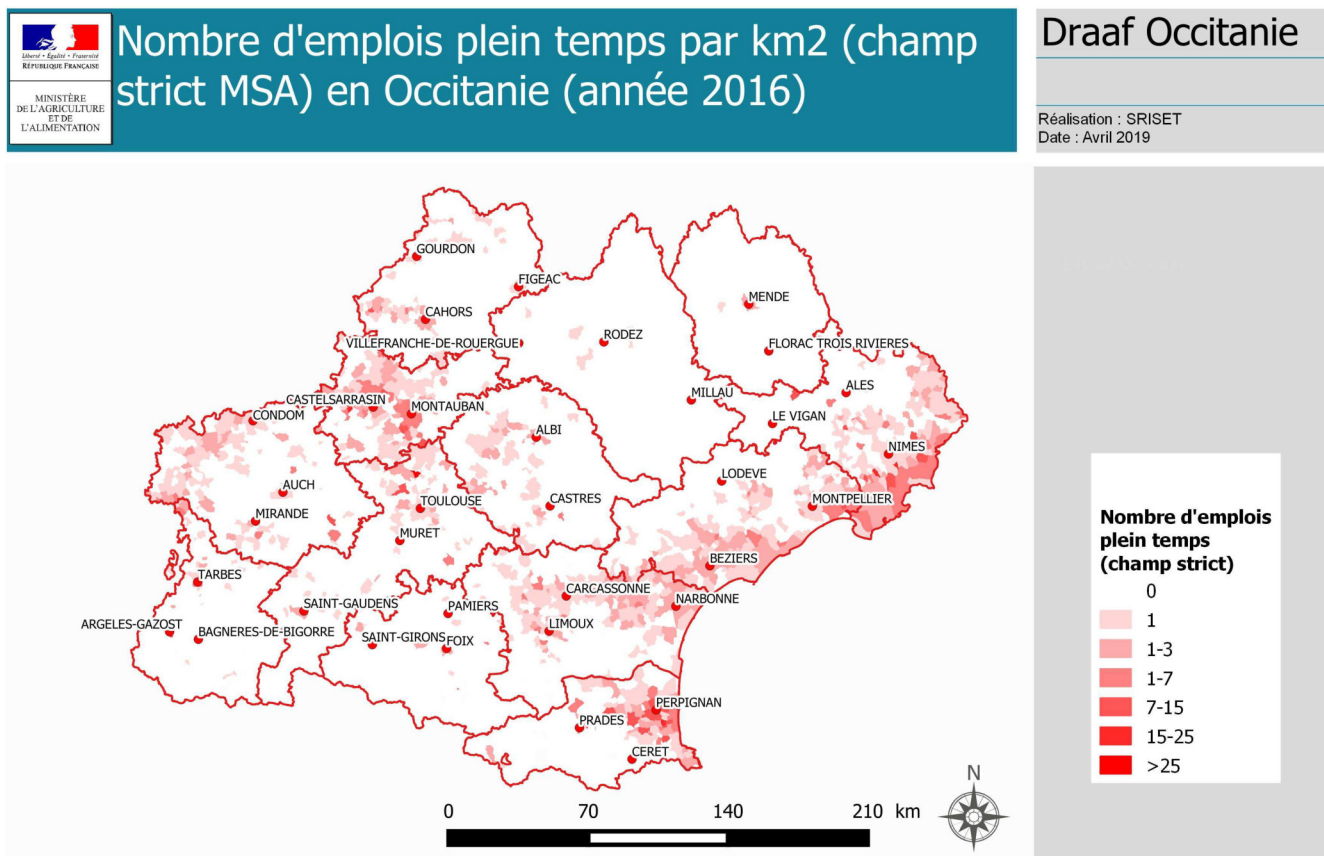 Liberté • Égalité • Fraternité
RÉPUBLIQUE FRANÇAISE
MINISTÈRE
DE L'AGRICULTURE
ET DE
L'ALIMENTATION
Nombre d'emplois plein temps par km2 (champ
strict MSA) en Occitanie (année 2016)
Draaf Occitanie
Réalisation : SRISET
Date : Avril 2019
GOURDON
FIGEAC
MENDE
CAHORS
VILLEFRANCHE-DE-ROUERGUE
RODEZ
FLORAC TROIS RIVIERES
ALES
CASTELSARRASIN
MONTAUBAN
MILLAU
CONDOM
LE VIGAN
ALBI
NIMES
LODEVE
AUCH
TOULOUSE
CASTRES
MONTPELLIER
MIRANDE
MURET
BEZIERS
TARBES
CARCASSONNE
SAINT-GAUDENS
PAMIERS
NARBONNE
ARGELES-GAZOST
BAGNERES-DE-BIGORRE
SAINT-GIRONS
FOIX
LIMOUX
PERPIGNAN
PRADES
CERET
Nombre d'emplois
plein temps
(champ strict)
0
1
1-3
1-7
7-15
15-25
>25
N
0 70 140 210 km